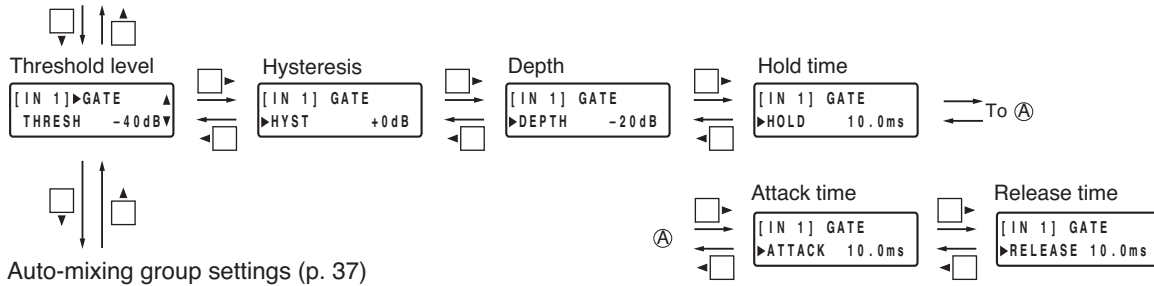 Threshold level
[IN 1]▶GATE ▲
THRESH −40dB▼
Hysteresis
[IN 1] GATE
▶HYST +0dB
Depth
[IN 1] GATE
▶DEPTH −20dB
Hold time
[IN 1] GATE
▶HOLD 10.0ms
To Ⓐ
Ⓐ
Attack time
[IN 1] GATE
▶ATTACK 10.0ms
Release time
[IN 1] GATE
▶RELEASE 10.0ms
Auto-mixing group settings (p. 37)